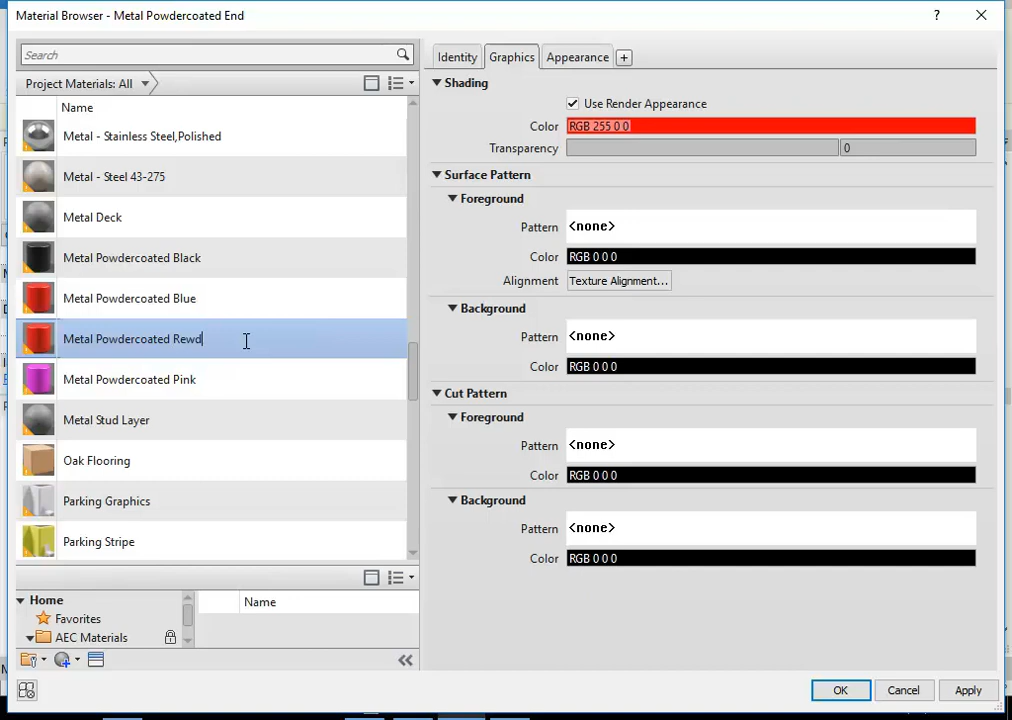 Material Browser - Metal Powdercoated End
?
Search
Project Materials: All
Name
Metal - Stainless Steel,Polished
Metal - Steel 43-275
Metal Deck
Metal Powdercoated Black
Metal Powdercoated Blue
Metal Powdercoated Rewd
Metal Powdercoated Pink
Metal Stud Layer
Oak Flooring
Parking Graphics
Parking Stripe
Home
Favorites
AEC Materials
Name
Identity
Graphics
Appearance
+
Shading
Use Render Appearance
Color RGB 255 0 0
Transparency 0
Surface Pattern
Foreground
Pattern <none>
Color RGB 0 0 0
Alignment Texture Alignment...
Background
Pattern <none>
Color RGB 0 0 0
Cut Pattern
Foreground
Pattern <none>
Color RGB 0 0 0
Background
Pattern <none>
Color RGB 0 0 0
OK
Cancel
Apply